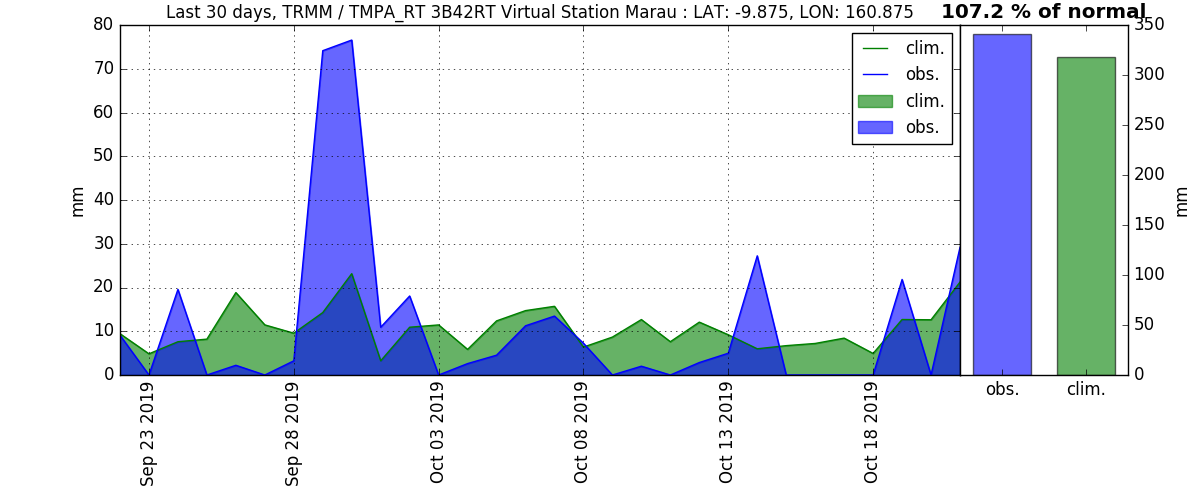 Last 30 days, TRMM / TMPA_RT 3B42RT Virtual Station Marau : LAT: -9.875, LON: 160.875
107.2 % of normal
80
70
60
50
40
30
20
10
0
mm
clim.
obs.
clim.
obs.
350
300
250
200
150
100
50
0
mm
Sep 23 2019
Sep 28 2019
Oct 03 2019
Oct 08 2019
Oct 13 2019
Oct 18 2019
obs.
clim.